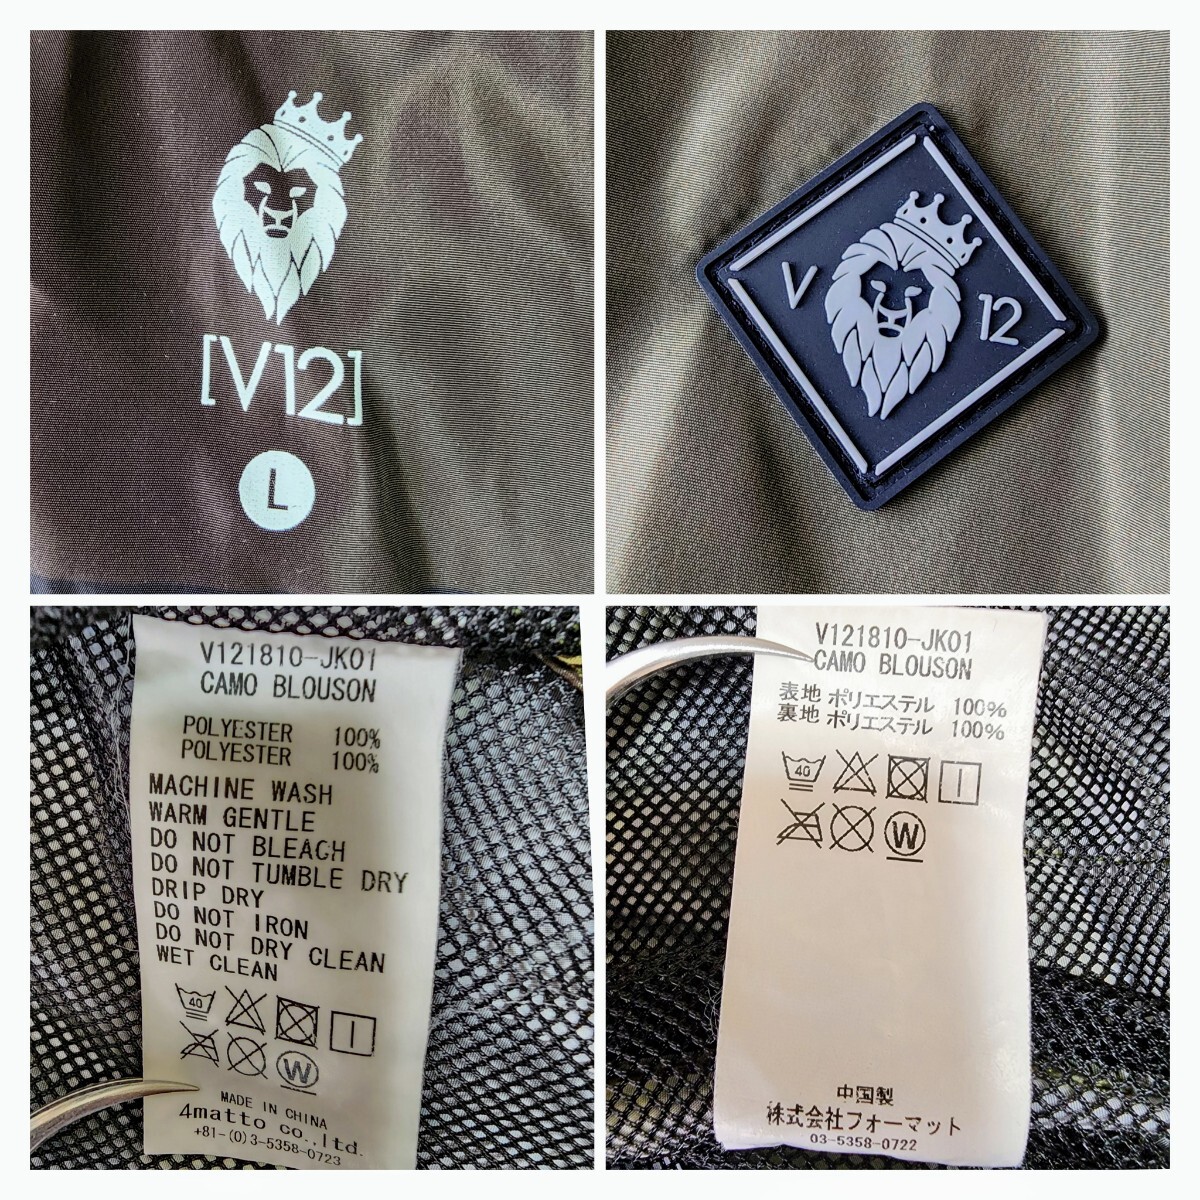 [V12]
L
V 12
V121810-JK01
CAMO BLOUSON
POLYESTER 100%
POLYESTER 100%
MACHINE WASH
WARM GENTLE
DO NOT BLEACH
DO NOT TUMBLE DRY
DRIP DRY
DO NOT IRON
DO NOT DRY CLEAN
WET CLEAN
40
W
MADE IN CHINA
4matto co.,ltd.
+81-(0)3-5358-0723
V121810-JK01
CAMO BLOUSON
表地 ポリエステル 100%
裏地 ポリエステル 100%
40
W
中国製
株式会社フォーマット
03-5358-0722